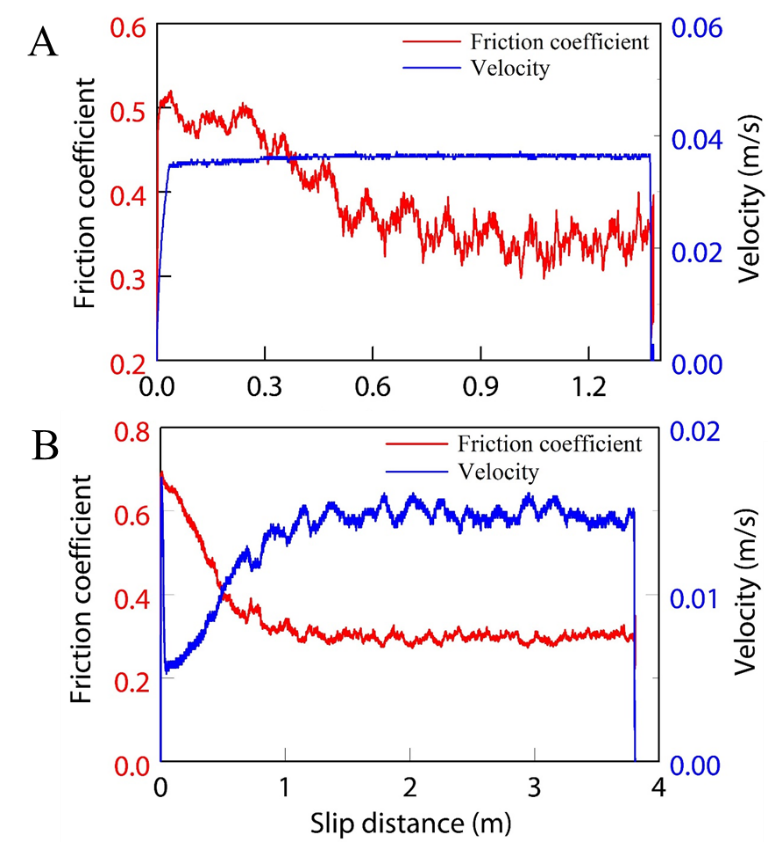 A
0.6
0.5
0.4
0.3
0.2
Friction coefficient
Friction coefficient
Velocity
0.06
0.04
0.02
0.00
Velocity (m/s)
0.0 0.3 0.6 0.9 1.2
B
0.8
0.6
0.4
0.2
0.0
Friction coefficient
Friction coefficient
Velocity
0.02
0.01
0.00
Velocity (m/s)
0 1 2 3 4
Slip distance (m)